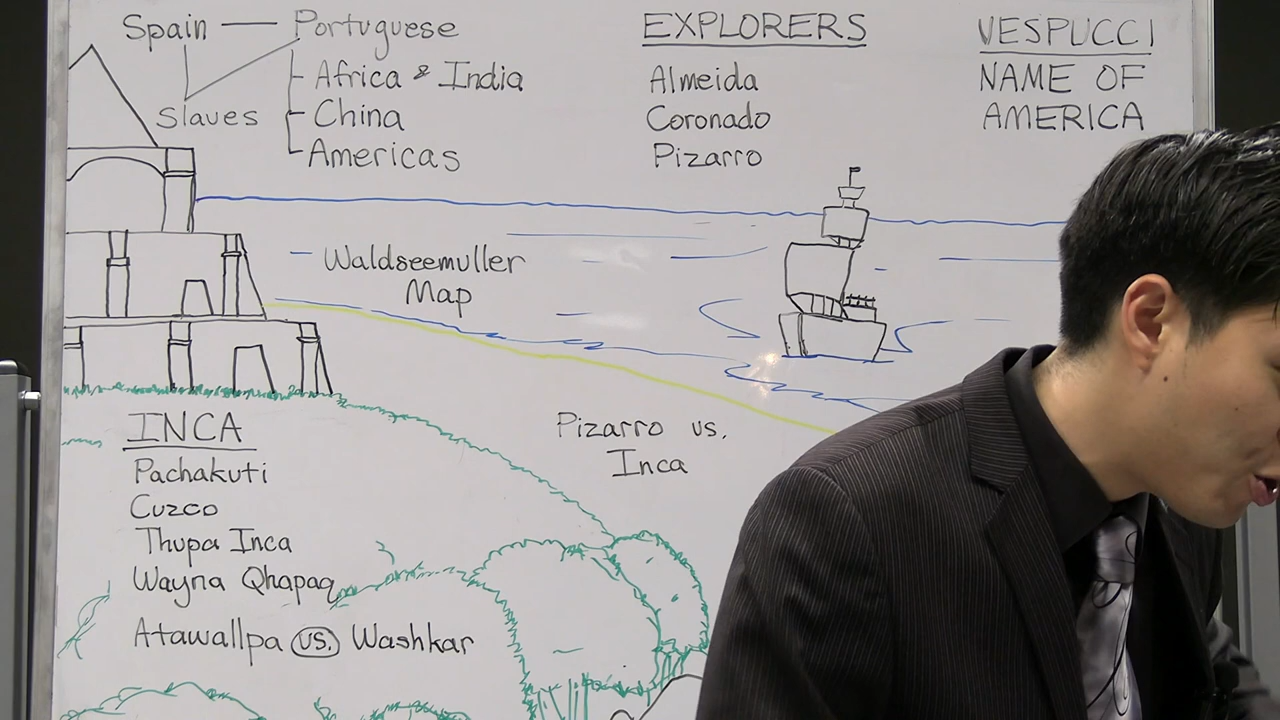 Spain — Portuguese
Slaves
- Africa & India
- China
- Americas
EXPLORERS
Almeida
Coronado
Pizarro
VESPUCCI
NAME OF
AMERICA
- Waldseemuller
Map
Pizarro vs.
Inca
INCA
Pachakuti
Cuzco
Thupa Inca
Wayna Qhapaq
Atawallpa vs. Washkar